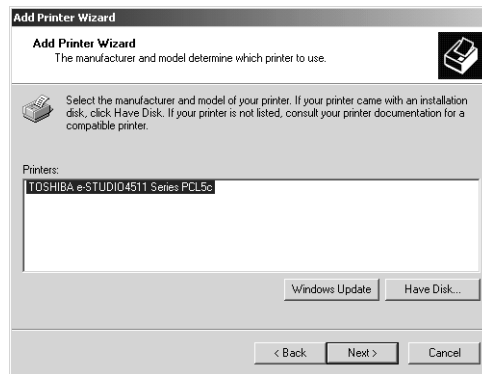 Add Printer Wizard
Add Printer Wizard
The manufacturer and model determine which printer to use.
Select the manufacturer and model of your printer. If your printer came with an installation
disk, click Have Disk. If your printer is not listed, consult your printer documentation for a
compatible printer.
Printers:
TOSHIBA e-STUDIO4511 Series PCL5c
Windows Update
Have Disk...
< Back
Next >
Cancel